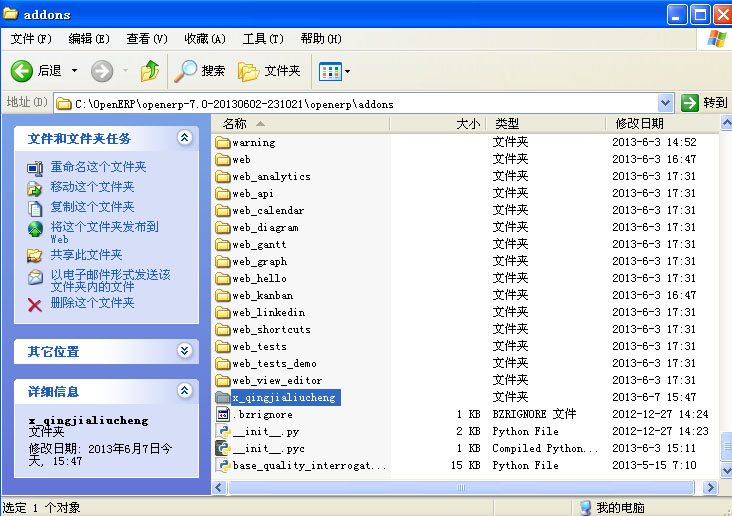 addons
文件(F) 编辑(E) 查看(V) 收藏(A) 工具(T) 帮助(H)
后退 搜索 文件夹
地址(D) C:\OpenERP\openerp-7.0-20130602-231021\openerp\addons 转到
文件和文件夹任务
重命名这个文件夹
移动这个文件夹
复制这个文件夹
将这个文件夹发布到
Web
共享此文件夹
以电子邮件形式发送该
文件夹内的文件
删除这个文件夹
其它位置
详细信息
x_qingjialiucheng
文件夹
修改日期: 2013年6月7日今
天, 15:47
名称 大小 类型 修改日期
warning 文件夹 2013-6-3 14:52
web 文件夹 2013-6-3 16:47
web_analytics 文件夹 2013-6-3 17:31
web_api 文件夹 2013-6-3 17:31
web_calendar 文件夹 2013-6-3 17:31
web_diagram 文件夹 2013-6-3 17:31
web_gantt 文件夹 2013-6-3 17:31
web_graph 文件夹 2013-6-3 17:31
web_hello 文件夹 2013-6-3 17:31
web_kanban 文件夹 2013-6-3 16:47
web_linkedin 文件夹 2013-6-3 17:31
web_shortcuts 文件夹 2013-6-3 17:31
web_tests 文件夹 2013-6-3 17:31
web_tests_demo 文件夹 2013-6-3 17:31
web_view_editor 文件夹 2013-6-3 17:31
x_qingjialiucheng 文件夹 2013-6-7 15:47
.bzrignore 1 KB BZRIGNORE 文件 2012-12-27 14:24
__init__.py 2 KB Python File 2012-12-27 14:23
__init__.pyc 1 KB Compiled Python... 2013-6-3 15:11
base_quality_interrogat... 15 KB Python File 2013-5-15 7:10
选定 1 个对象 我的电脑